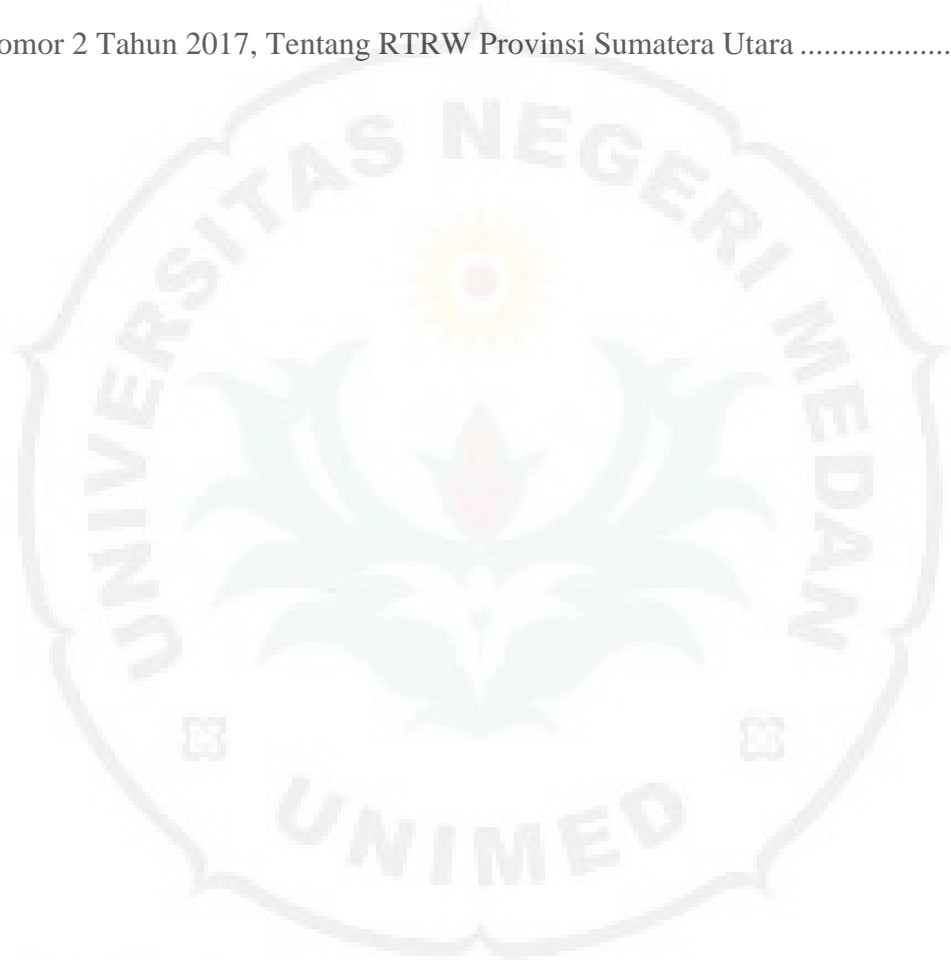 omor 2 Tahun 2017, Tentang RTRW Provinsi Sumatera Utara ...................
UNIVERSITAS NEGERI MEDAN
UNIMED